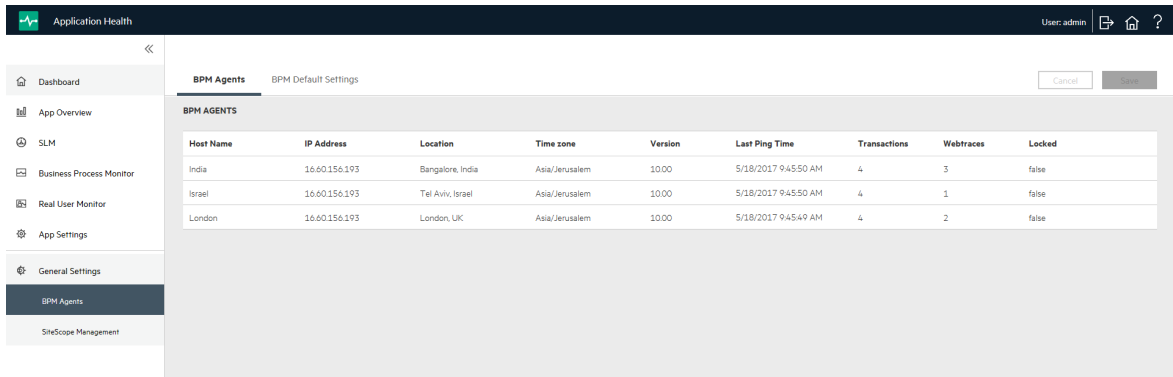 Application Health
User: admin
?
Dashboard
App Overview
SLM
Business Process Monitor
Real User Monitor
App Settings
General Settings
BPM Agents
SiteScope Management
BPM Agents BPM Default Settings
Cancel Save
BPM AGENTS
Host Name IP Address Location Time zone Version Last Ping Time Transactions Webtraces Locked
India 16.60.156.193 Bangalore, India Asia/Jerusalem 10.00 5/18/2017 9:45:50 AM 4 3 false
Israel 16.60.156.193 Tel Aviv, Israel Asia/Jerusalem 10.00 5/18/2017 9:45:50 AM 4 1 false
London 16.60.156.193 London, UK Asia/Jerusalem 10.00 5/18/2017 9:45:49 AM 4 2 false